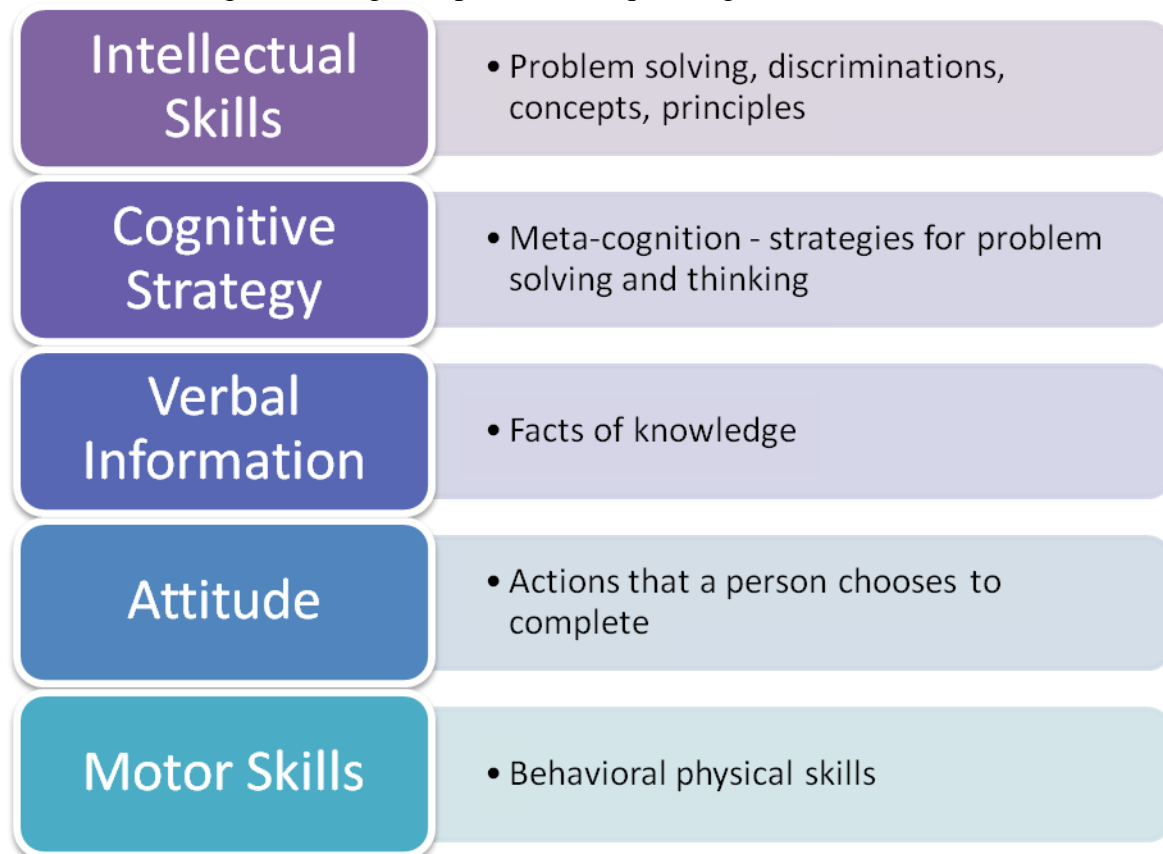 Intellectual
Skills
• Problem solving, discriminations,
concepts, principles
Cognitive
Strategy
• Meta-cognition - strategies for problem
solving and thinking
Verbal
Information
• Facts of knowledge
Attitude
• Actions that a person chooses to
complete
Motor Skills
• Behavioral physical skills